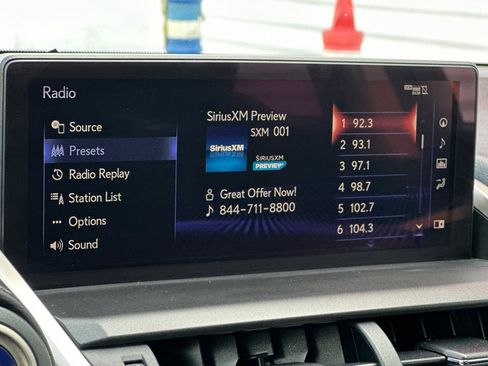 Radio
Source
Presets
Radio Replay
Station List
Options
Sound
SiriusXM Preview
SXM 001
SiriusXM
SIRIUSXM
PREVIEW
Great Offer Now!
844-711-8800
1 92.3
2 93.1
3 97.1
4 98.7
5 102.7
6 104.3